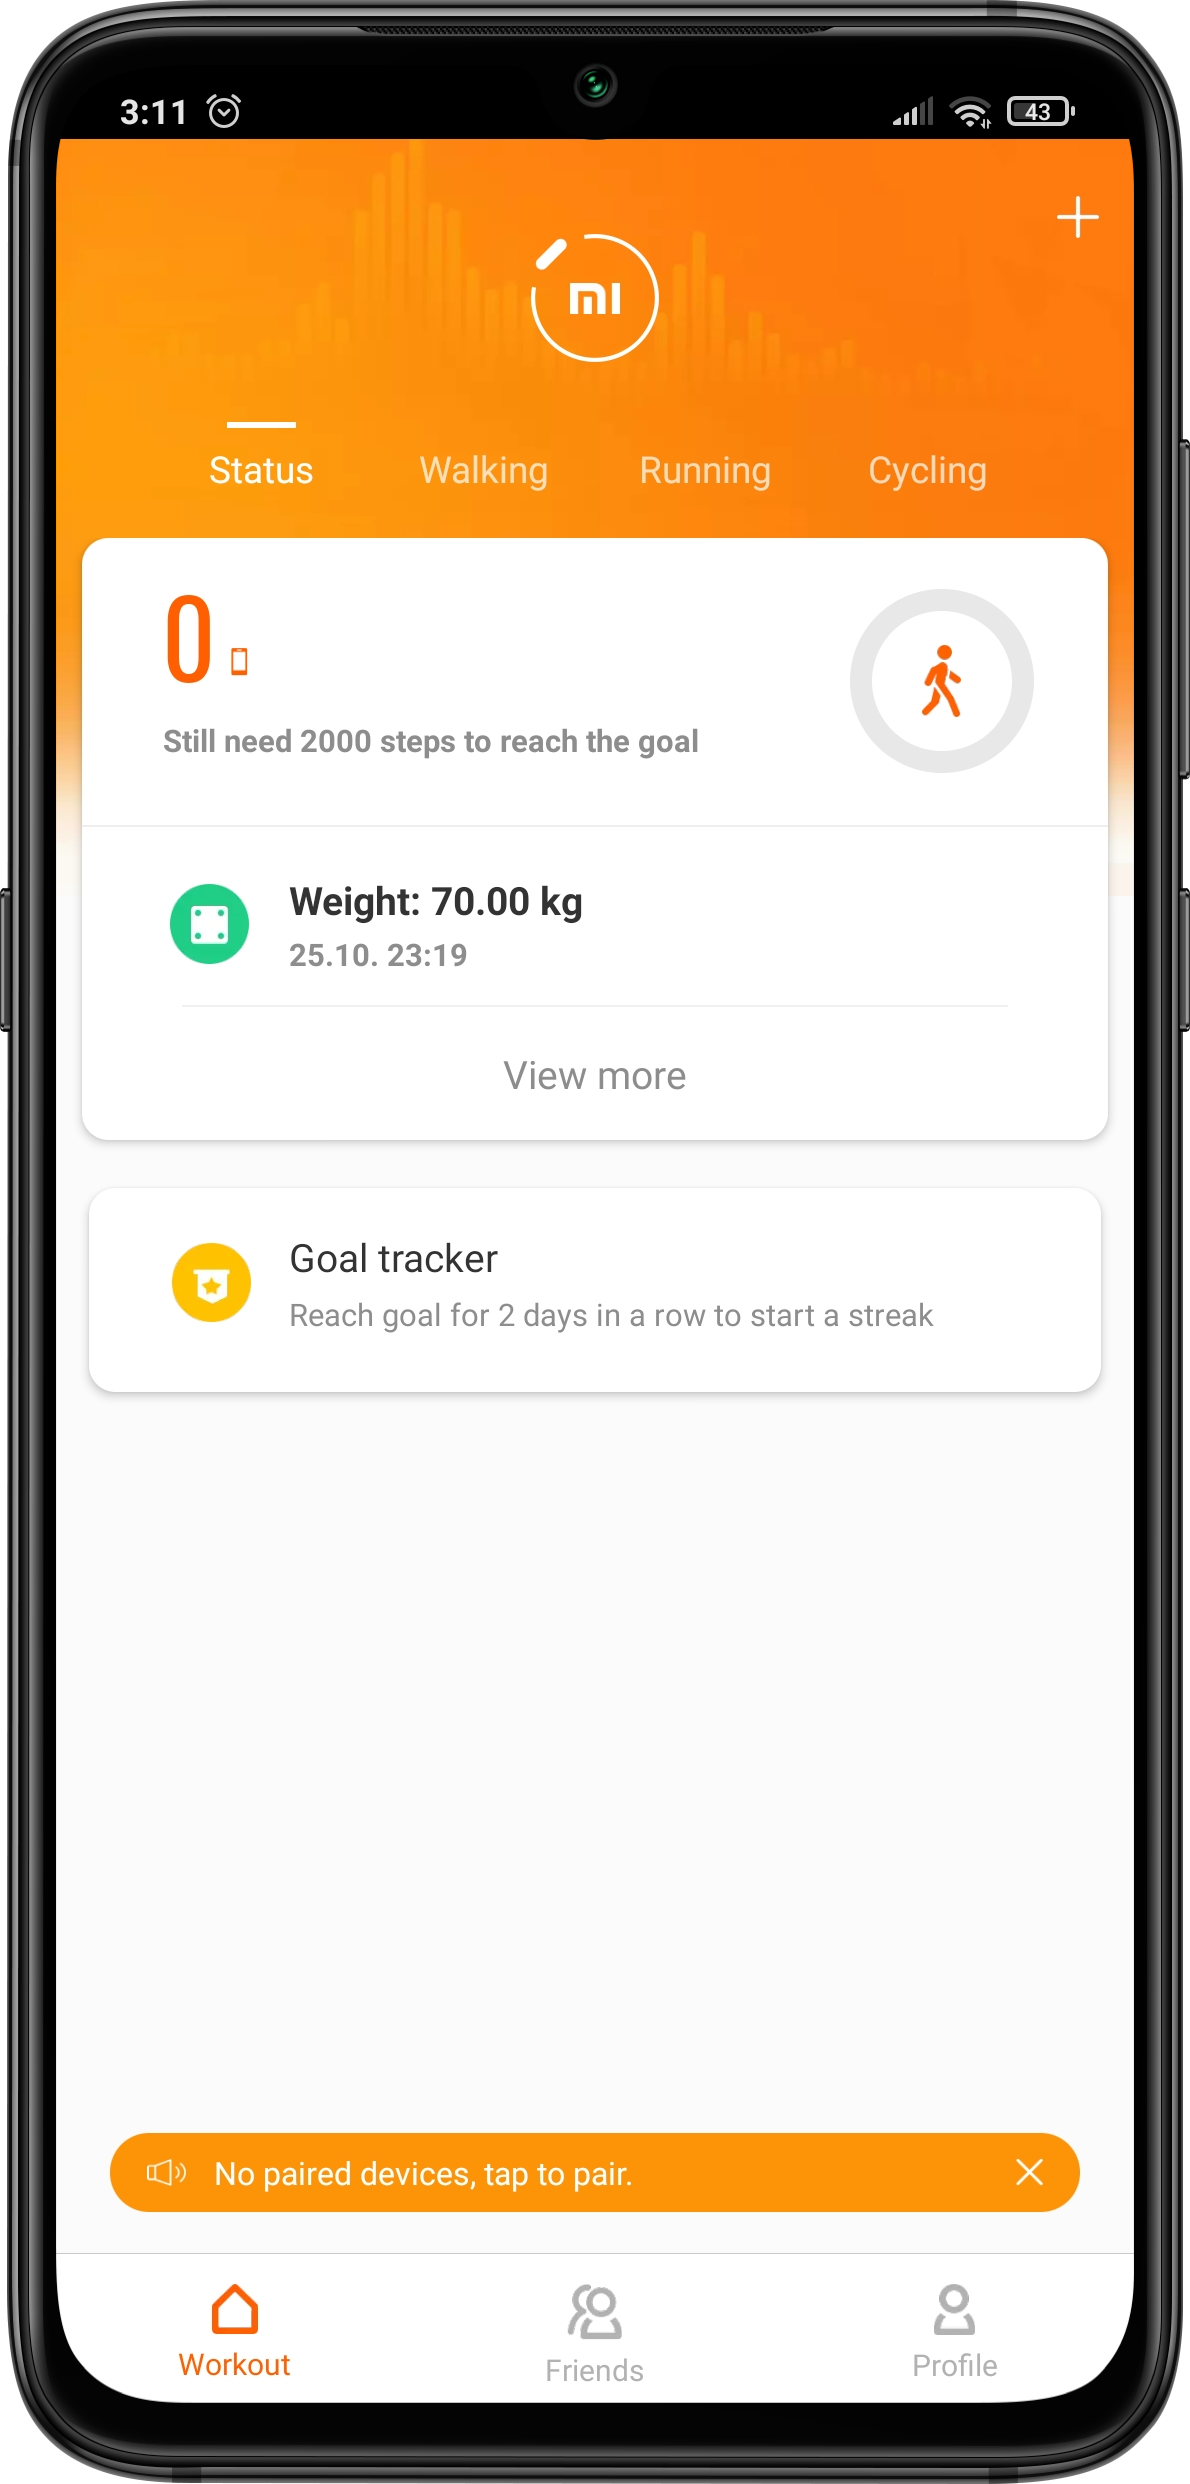 3:11
43
mi
Status Walking Running Cycling
0
Still need 2000 steps to reach the goal
Weight: 70.00 kg
25.10. 23:19
View more
Goal tracker
Reach goal for 2 days in a row to start a streak
No paired devices, tap to pair.
Workout Friends Profile